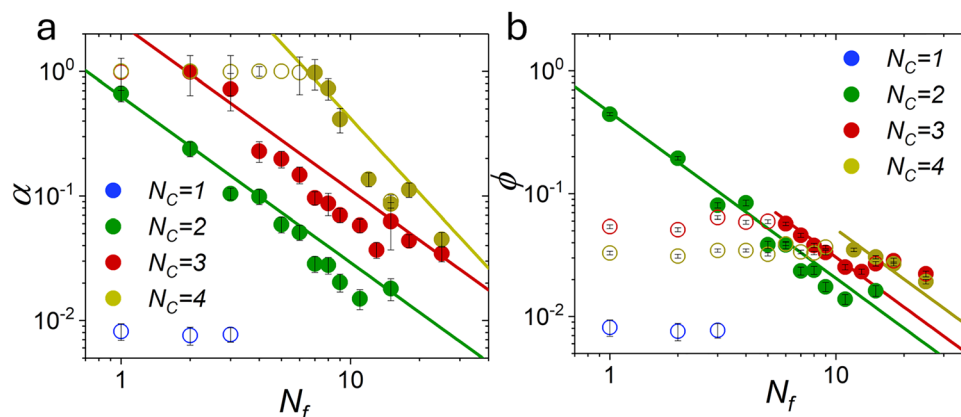 a
b
10⁰
10⁻¹
10⁻²
α
1
10
N_f
N_C=1
N_C=2
N_C=3
N_C=4
10⁰
10⁻¹
10⁻²
ϕ
1
10
N_f
N_C=1
N_C=2
N_C=3
N_C=4